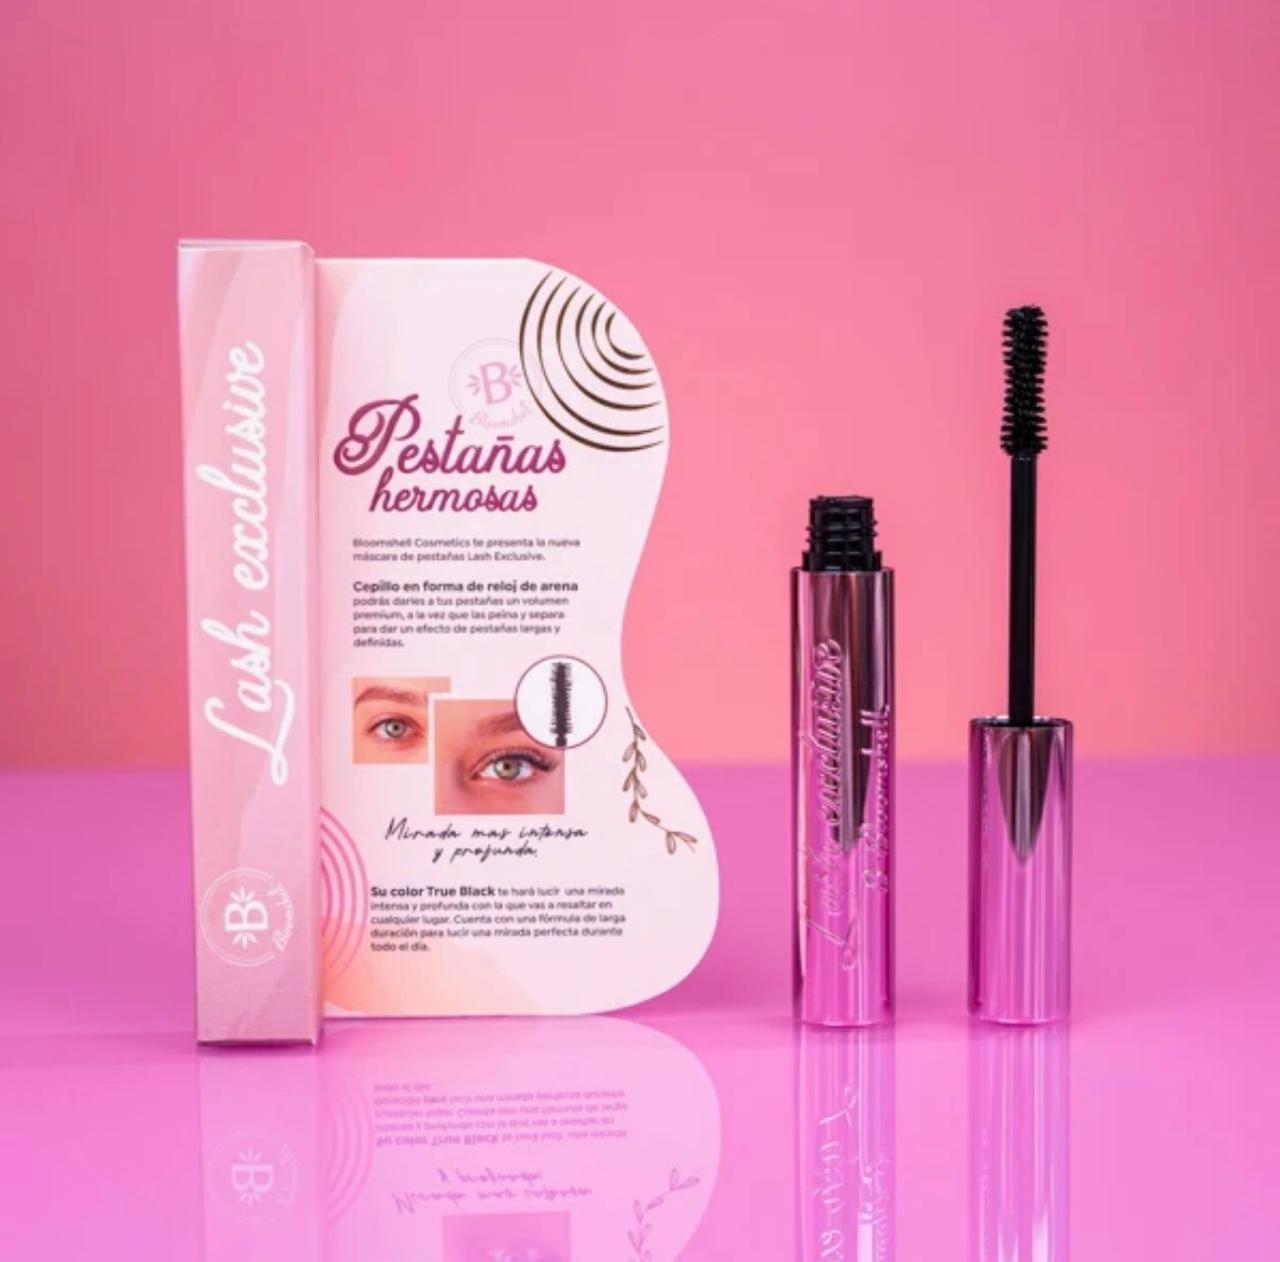 Lash exclusive
B
Bloomshell
B
Bloomshell
Pestañas
hermosas
Bloomshell Cosmetics te presenta la nueva
máscara de pestañas Lash Exclusive.
Cepillo en forma de reloj de arena
podrás darles a tus pestañas un volumen
premium, a la vez que las peina y separa
para dar un efecto de pestañas largas y
definidas.
Mirada mas intensa
y profunda.
Su color True Black te hará lucir una mirada
intensa y profunda con la que vas a resaltar en
cualquier lugar. Cuenta con una fórmula de larga
duración para lucir una mirada perfecta durante
todo el día.
Lash exclusive
B Bloomshell